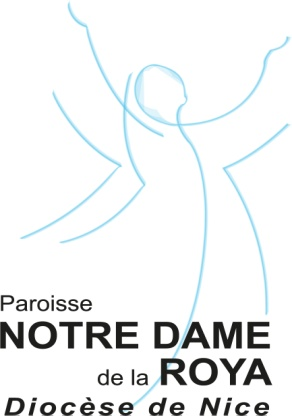 Paroisse
NOTRE DAME
de la ROYA
Diocèse de Nice